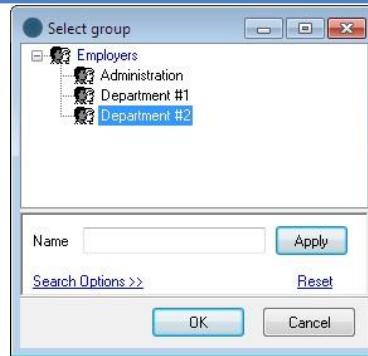 Select group
Employers
Administration
Department #1
Department #2
Name
Apply
Search Options >>
Reset
OK
Cancel